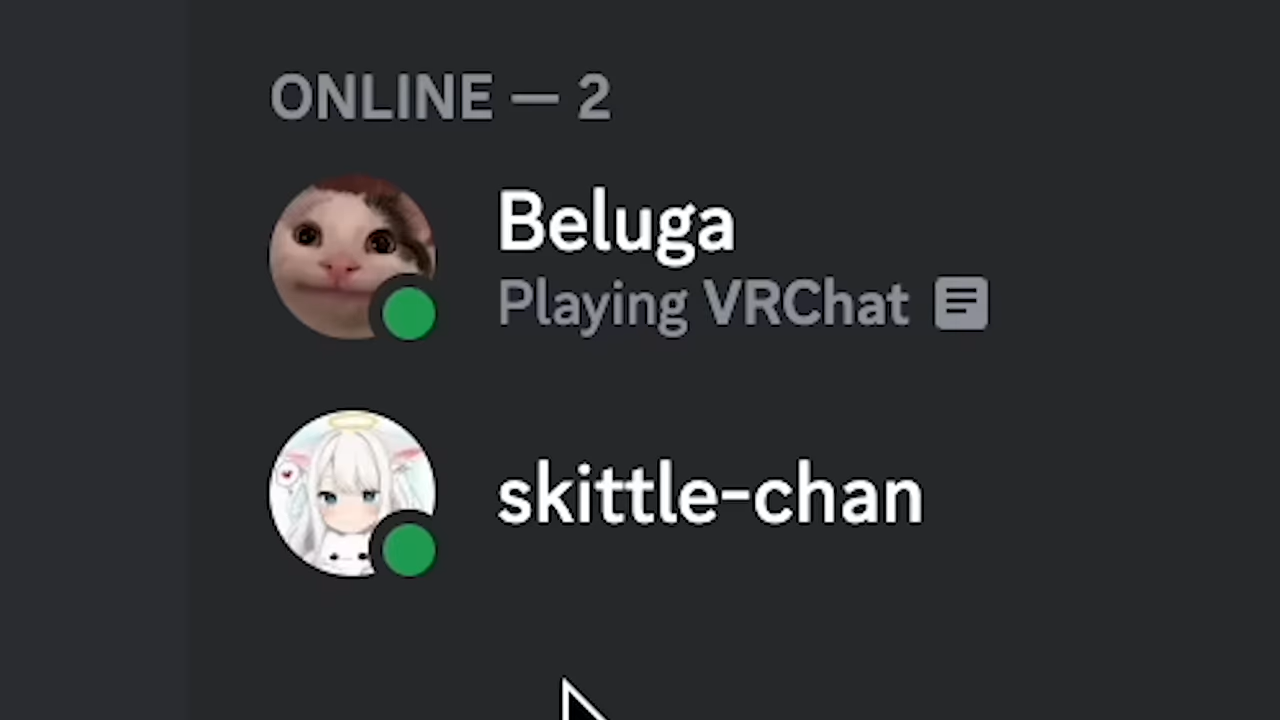 ONLINE — 2
Beluga
Playing VRChat
skittle-chan